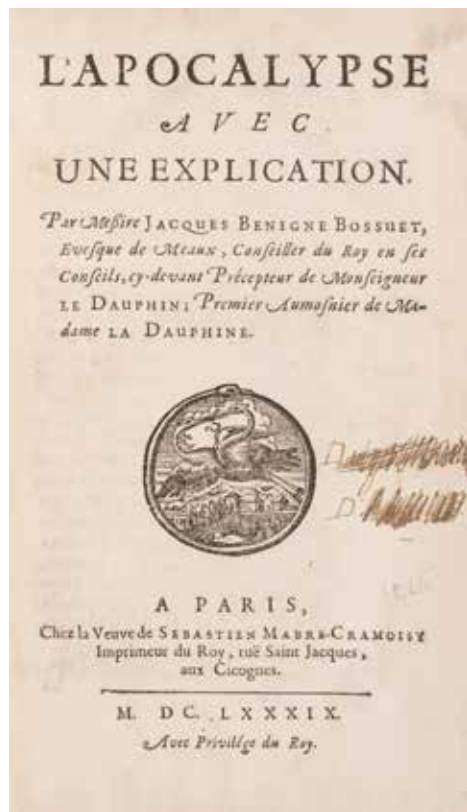 L'APOCALYPSE
AVEC
UNE EXPLICATION.
Par Messire JACQUES BENIGNE BOSSUET,
Evesque de Meaux, Conseiller du Roy en ses
Conseils, cy-devant Précepteur de Monseigneur
LE DAUPHIN; Premier Aumosnier de Ma-
dame LA DAUPHINE.
A PARIS,
Chez la Veuve de SEBASTIEN MABRE-CRAMOISY
Imprimeur du Roy, ruë Saint Jacques,
aux Cicognes.
M. DC. LXXXIX.
Avec Privilége du Roy.